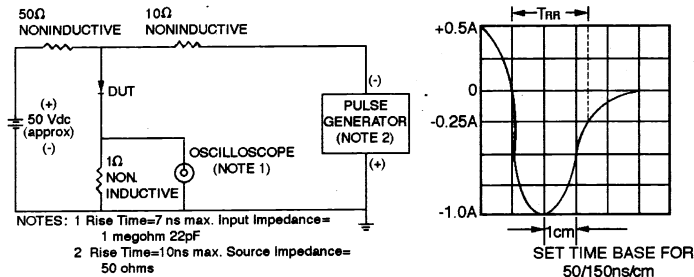 50Ω
NONINDUCTIVE
10Ω
NONINDUCTIVE
DUT
(+)
50 Vdc
(approx)
(-)
1Ω
NON.
INDUCTIVE
OSCILLOSCOPE
(NOTE 1)
(-)
PULSE
GENERATOR
(NOTE 2)
(+)
NOTES: 1 Rise Time=7 ns max. Input Impedance=
1 megohm 22pF
2 Rise Time=10ns max. Source Impedance=
50 ohms
TRR
+0.5A
0
-0.25A
-1.0A
1cm
SET TIME BASE FOR
50/150ns/cm